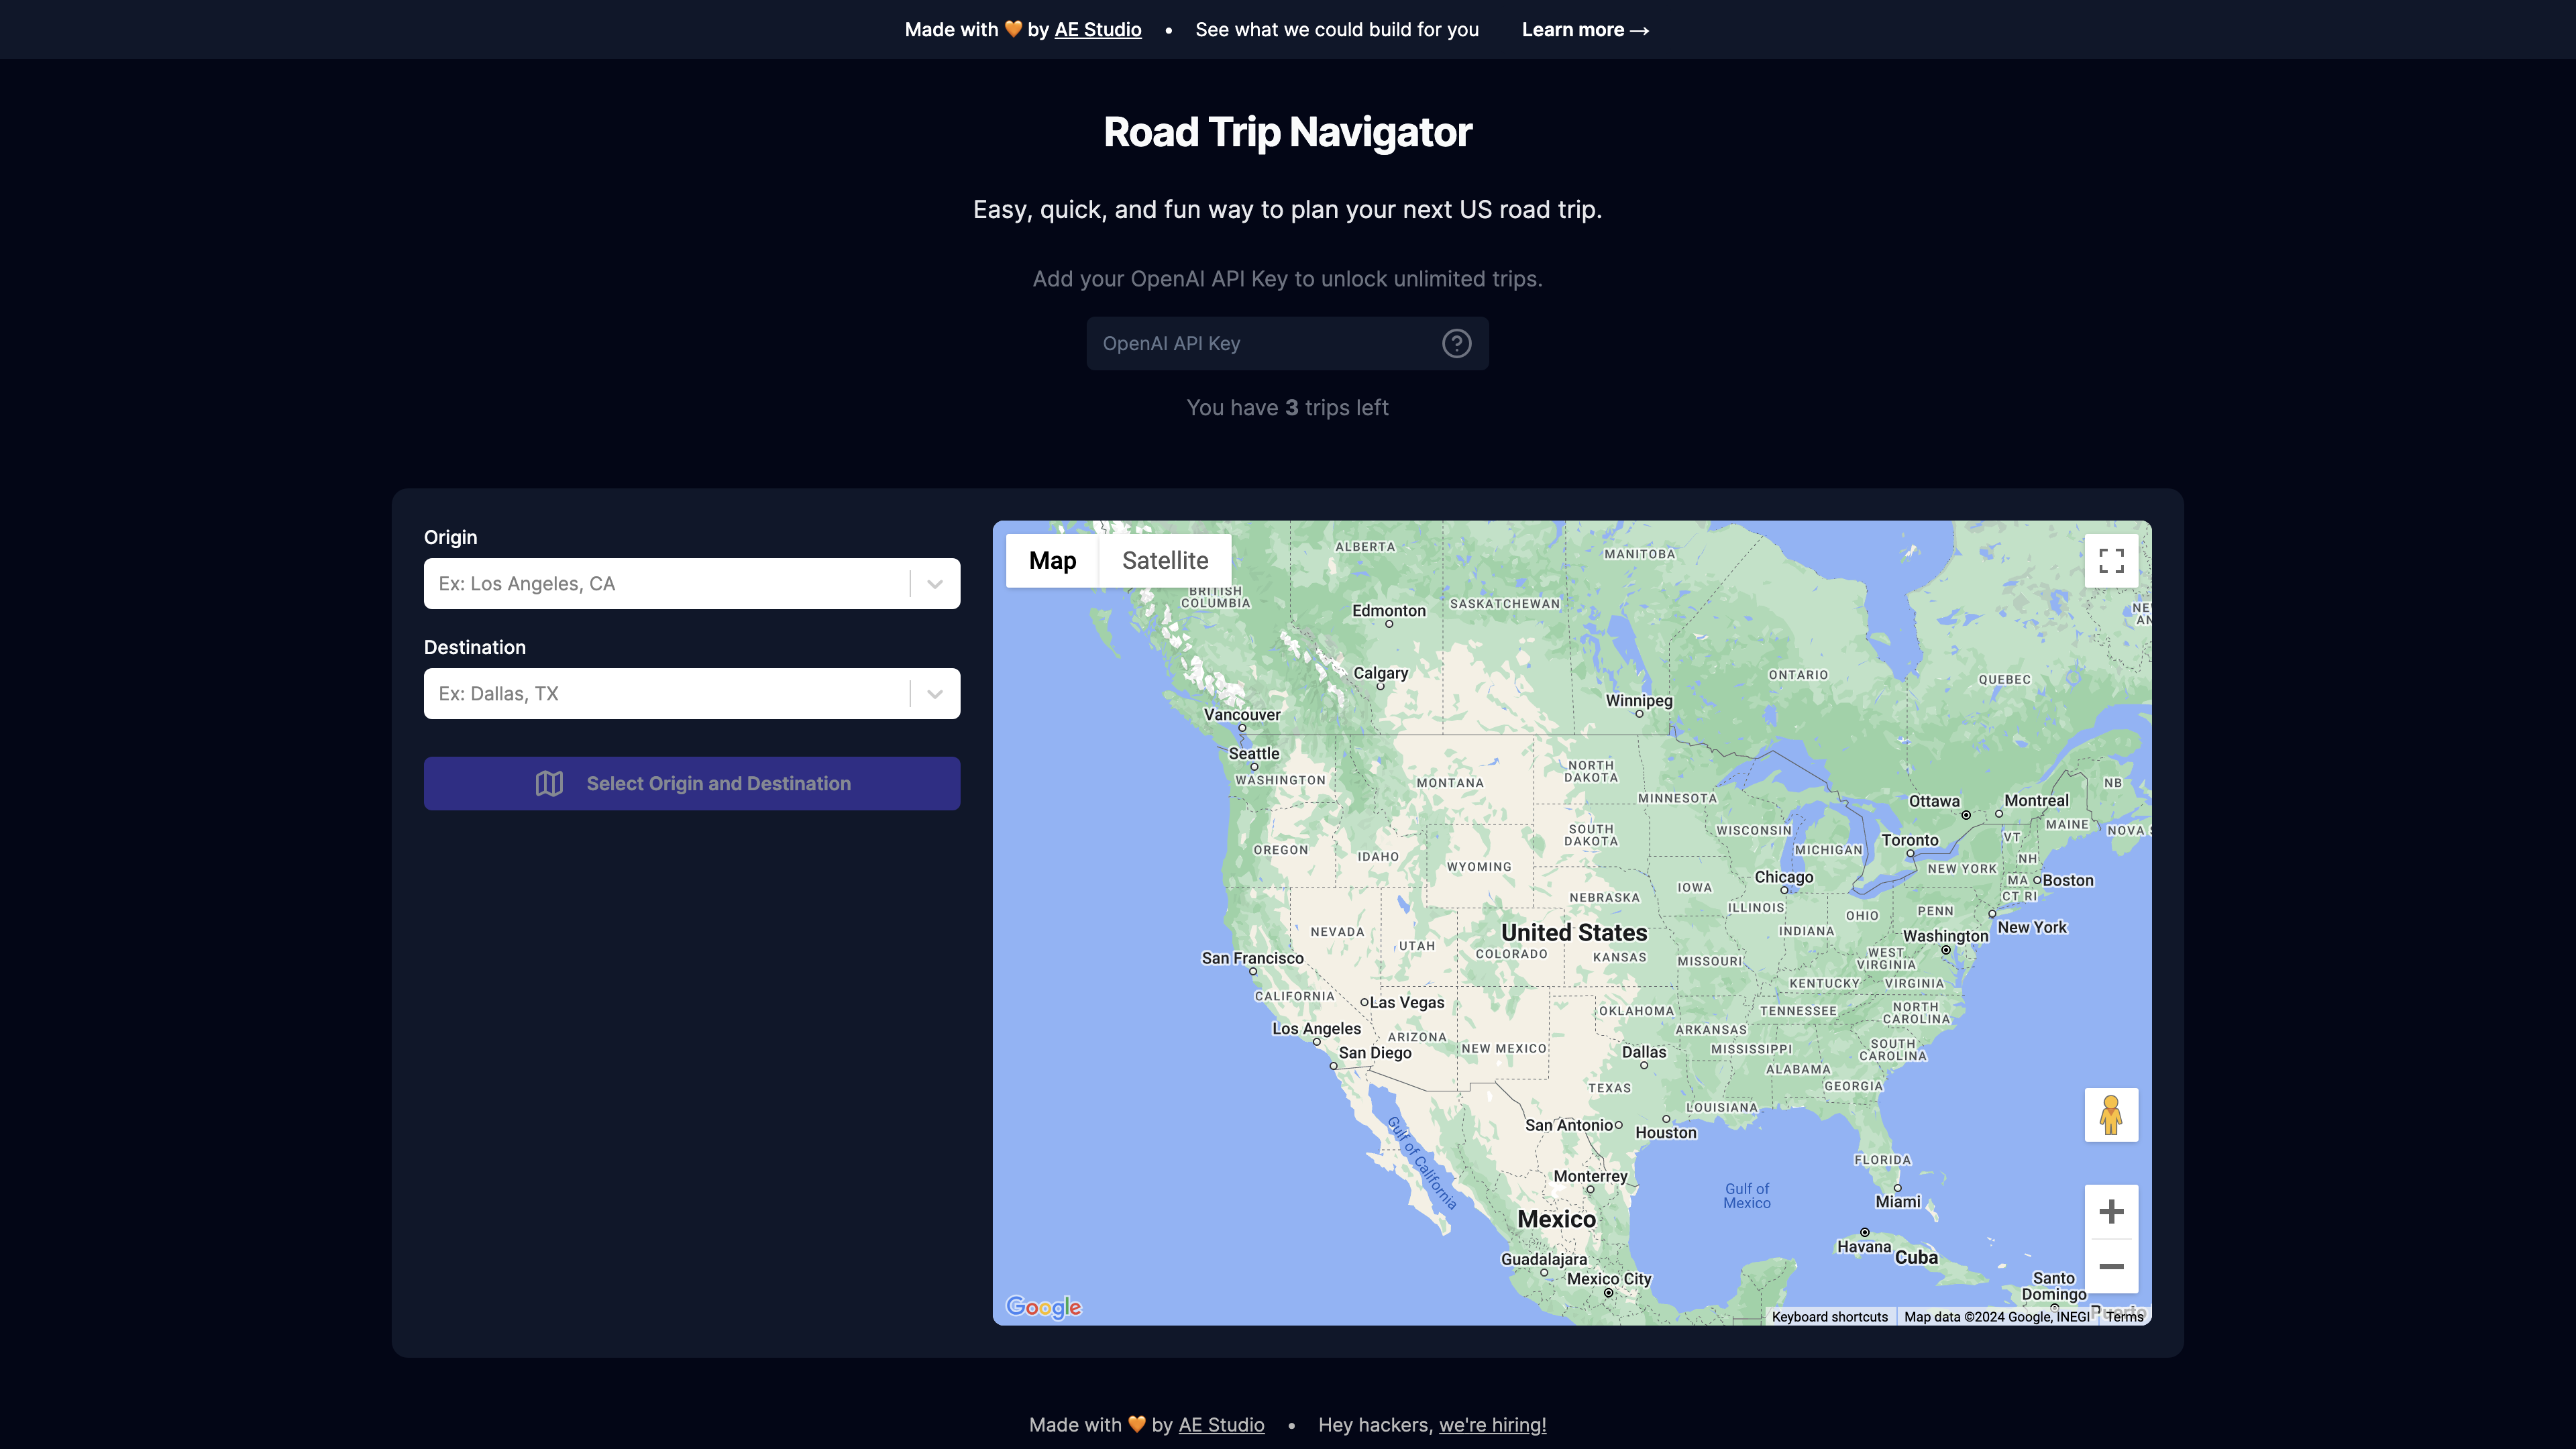 Made with 🧡 by AE Studio • See what we could build for you Learn more →
Road Trip Navigator
Easy, quick, and fun way to plan your next US road trip.
Add your OpenAI API Key to unlock unlimited trips.
OpenAI API Key
You have 3 trips left
Origin
Ex: Los Angeles, CA
Destination
Ex: Dallas, TX
Select Origin and Destination
Map
Satellite
ALBERTA
MANITOBA
BRITISH
COLUMBIA
Edmonton
SASKATCHEWAN
Calgary
ONTARIO
QUEBEC
Winnipeg
Vancouver
Seattle
WASHINGTON
MONTANA
NORTH
DAKOTA
MINNESOTA
NB
Ottawa
Montreal
MAINE
NOVA
WISCONSIN
SOUTH
DAKOTA
MICHIGAN
Toronto
VT
NH
OREGON
IDAHO
WYOMING
NEW YORK
Chicago
MA
Boston
CT RI
IOWA
NEBRASKA
ILLINOIS
OHIO
PENN
New York
NEVADA
UTAH
United States
COLORADO
KANSAS
INDIANA
Washington
WEST
VIRGINIA
MISSOURI
San Francisco
KENTUCKY
VIRGINIA
CALIFORNIA
Las Vegas
OKLAHOMA
TENNESSEE
NORTH
CAROLINA
Los Angeles
ARIZONA
NEW MEXICO
ARKANSAS
MISSISSIPPI
SOUTH
CAROLINA
San Diego
Dallas
ALABAMA
GEORGIA
TEXAS
LOUISIANA
San Antonio
Houston
Gulf of California
FLORIDA
Monterrey
Gulf of
Mexico
Miami
Mexico
Havana
Cuba
Guadalajara
Mexico City
Santo
Domingo
Google
Keyboard shortcuts
Map data ©2024 Google, INEGI
Terms
Made with 🧡 by AE Studio • Hey hackers, we're hiring!